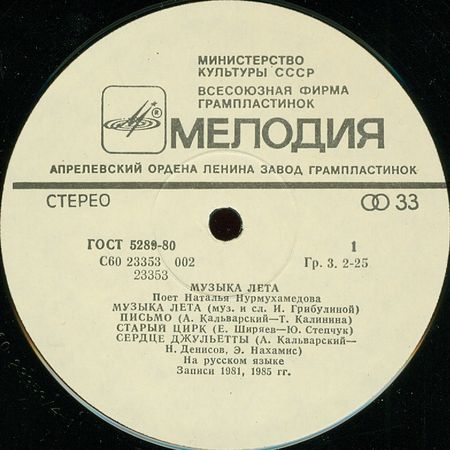 МИНИСТЕРСТВО
КУЛЬТУРЫ СССР
ВСЕСОЮЗНАЯ ФИРМА
ГРАМПЛАСТИНОК
®
МЕЛОДИЯ
АПРЕЛЕВСКИЙ ОРДЕНА ЛЕНИНА ЗАВОД ГРАМПЛАСТИНОК
СТЕРЕО 33
ГОСТ 5289-80 1
С60 23353 002 Гр. 3. 2-25
23353
МУЗЫКА ЛЕТА
Поет Наталья Нурмухамедова
МУЗЫКА ЛЕТА (муз. и сл. И. Грибулиной)
ПИСЬМО (А. Кальварский—Т. Калинина)
СТАРЫЙ ЦИРК (Е. Ширяев—Ю. Степчук)
СЕРДЦЕ ДЖУЛЬЕТТЫ (А. Кальварский—
Н. Денисов, Э. Нахамис)
На русском языке
Записи 1981, 1985 гг.